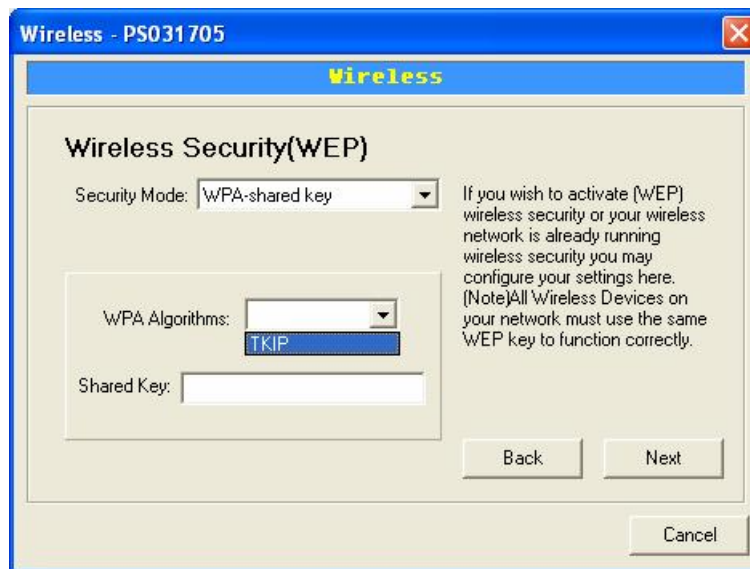 Wireless - PS031705
Wireless
Wireless Security(WEP)
Security Mode: WPA-shared key
If you wish to activate (WEP)
wireless security or your wireless
network is already running
wireless security you may
configure your settings here.
(Note)All Wireless Devices on
your network must use the same
WEP key to function correctly.
WPA Algorithms:
TKIP
Shared Key:
Back
Next
Cancel